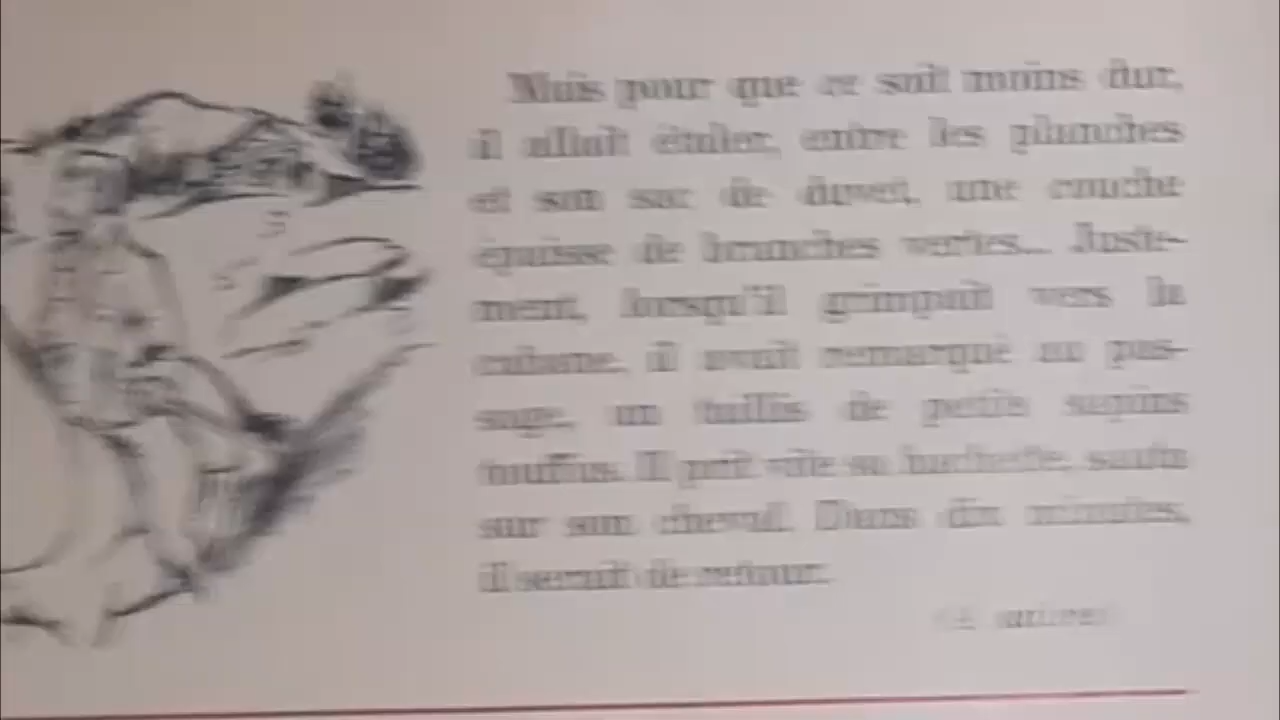 Mais pour que ce soit moins dur,
il allait étaler, entre les planches
et son sac de duvet, une couche
épaisse de branches vertes... Juste-
ment, lorsqu'il grimpait vers la
cabane, il avait remarqué au pas-
sage, un taillis de petits sapins
touffus. Il prit vite sa hachette, sauta
sur son cheval. Dans dix minutes,
il serait de retour.
(A suivre)